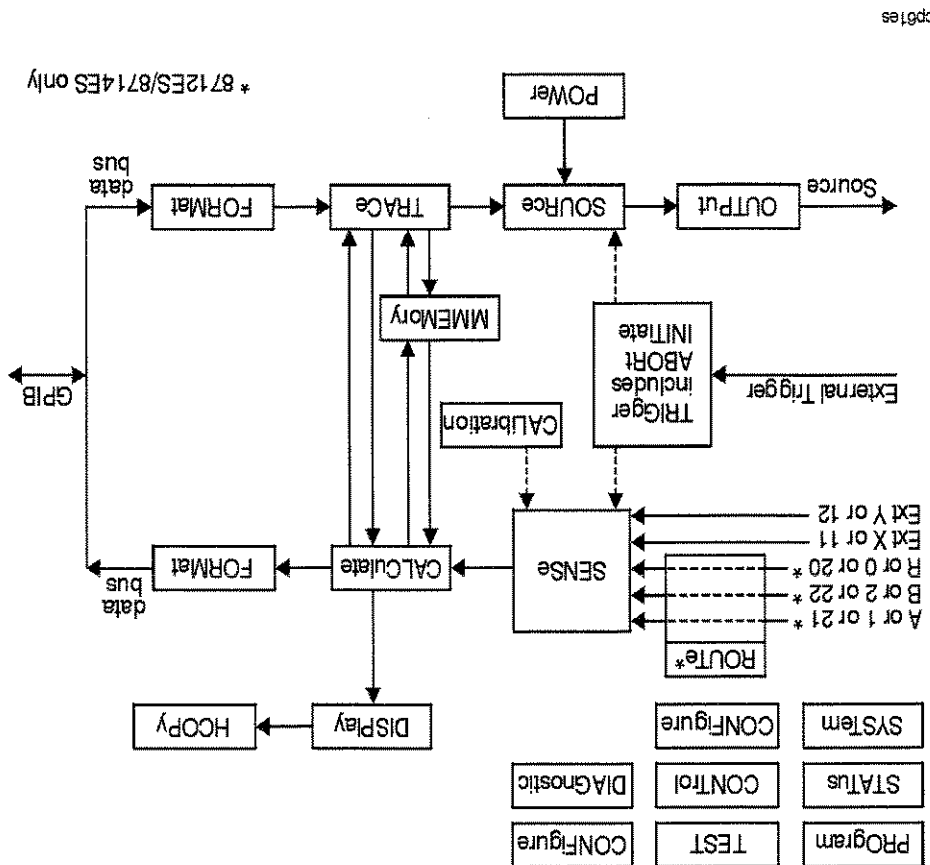 PROgram TEST CONFigure
STATus CONTrol DIAGnostic
SYSTem CONFigure
DISPlay HCOPy
ROUTe*
A or 1 or 21 *
B or 2 or 22 *
R or 0 or 20 *
Ext X or 11
Ext Y or 12
SENSe
CALCulate
FORMat
data
bus
CALibration
External Trigger
TRIGger
includes
ABORt
INITiate
MMEMory
GPIB
Source
OUTPut
SOURce
TRACe
FORMat
data
bus
POWer
* 8712ES/8714ES only